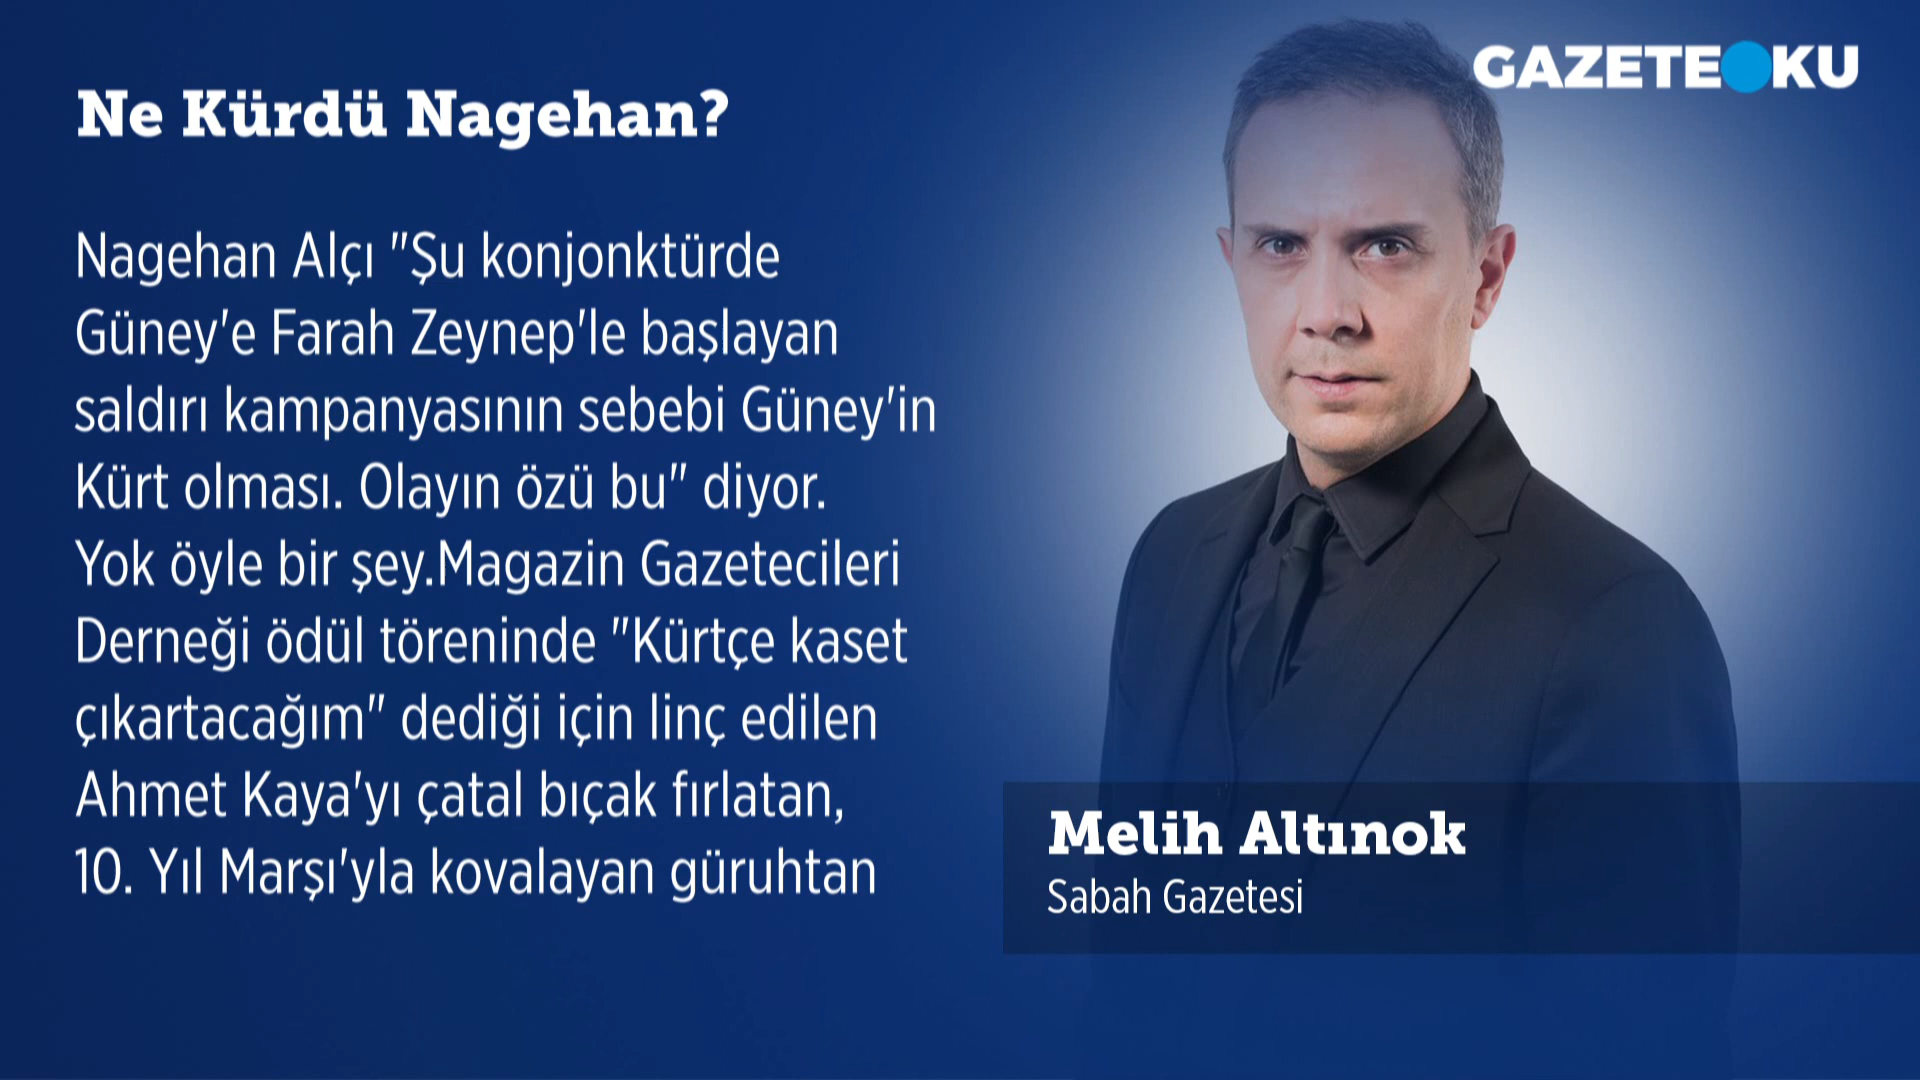 GAZETE KU
Ne Kürdü Nagehan?
Nagehan Alçı "Şu konjonktürde
Güney'e Farah Zeynep'le başlayan
saldırı kampanyasının sebebi Güney'in
Kürt olması. Olayın özü bu" diyor.
Yok öyle bir şey.Magazin Gazetecileri
Derneği ödül töreninde "Kürtçe kaset
çıkartacağım" dediği için linç edilen
Ahmet Kaya'yı çatal bıçak fırlatan,
10. Yıl Marşı'yla kovalayan güruhtan
Melih Altınok
Sabah Gazetesi